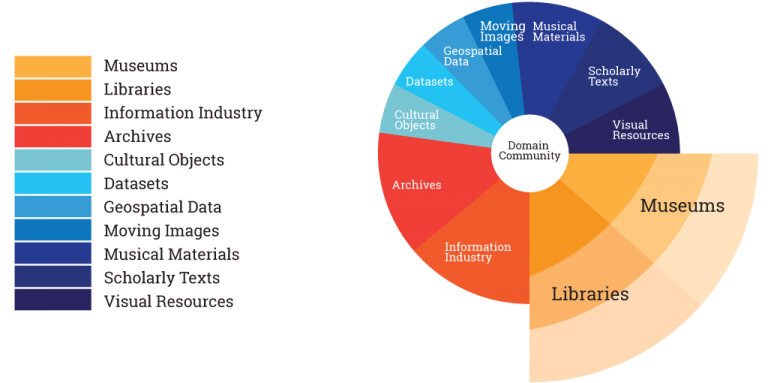 Museums
Libraries
Information Industry
Archives
Cultural Objects
Datasets
Geospatial Data
Moving Images
Musical Materials
Scholarly Texts
Visual Resources
Moving
Images
Musical
Materials
Geospatial
Data
Scholarly
Texts
Datasets
Cultural
Objects
Visual
Resources
Domain
Community
Archives
Museums
Information
Industry
Libraries